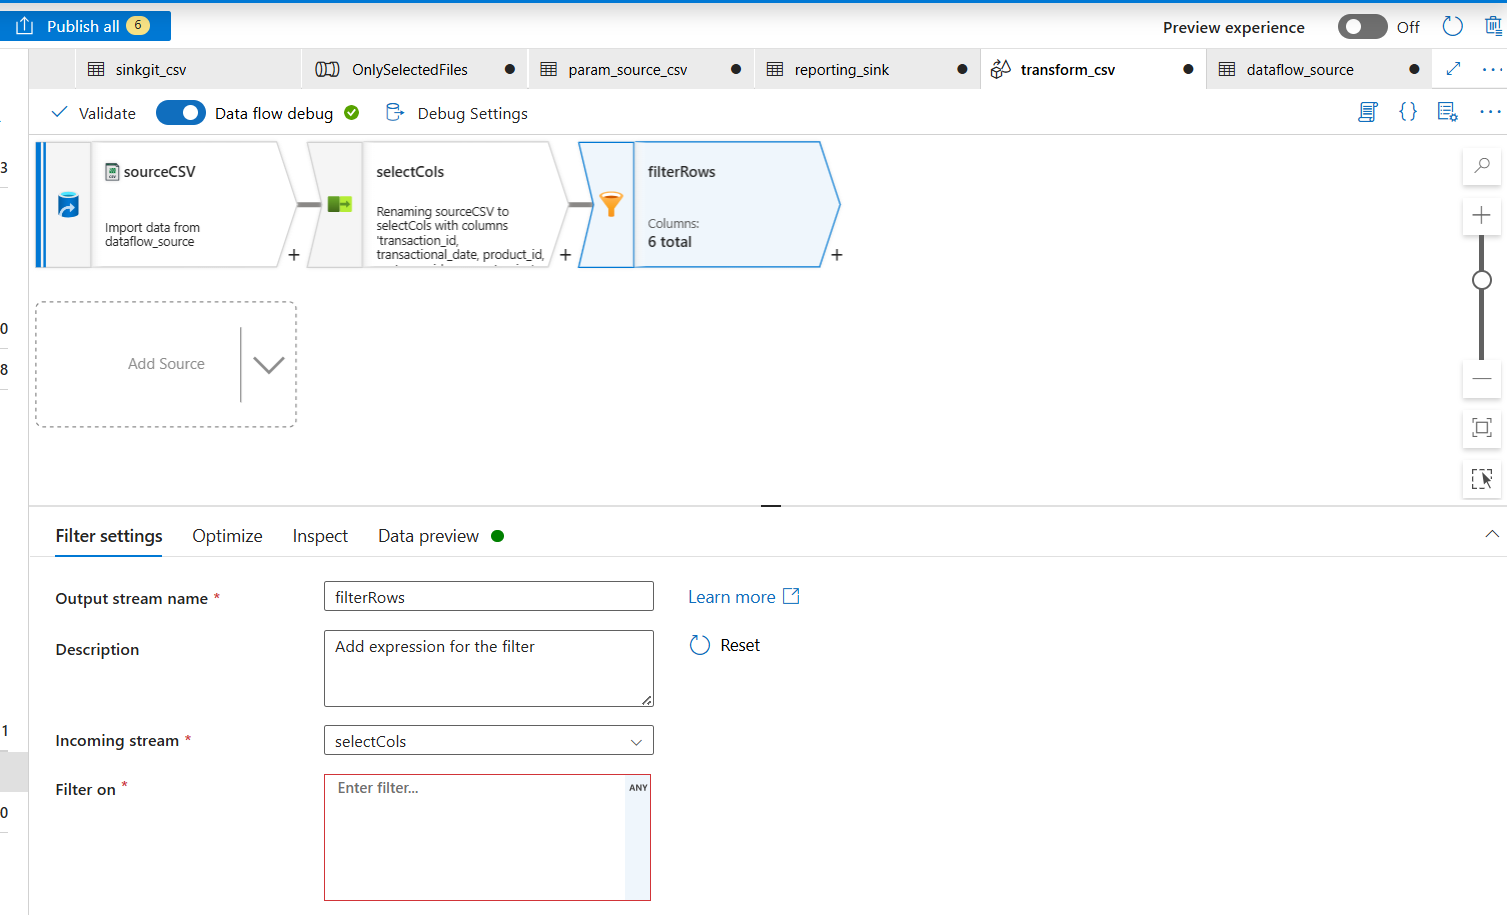 Publish all 6
Preview experience Off
sinkgit_csv OnlySelectedFiles param_source_csv reporting_sink transform_csv dataflow_source
Validate Data flow debug Debug Settings
3
sourceCSV
Import data from
dataflow_source
+
selectCols
Renaming sourceCSV to
selectCols with columns
'transaction_id,
transactional_date, product_id,
+
filterRows
Columns:
6 total
+
0
8
Add Source
Filter settings Optimize Inspect Data preview
Output stream name * filterRows Learn more
Description Add expression for the filter Reset
1
Incoming stream * selectCols
Filter on * Enter filter... ANY
0